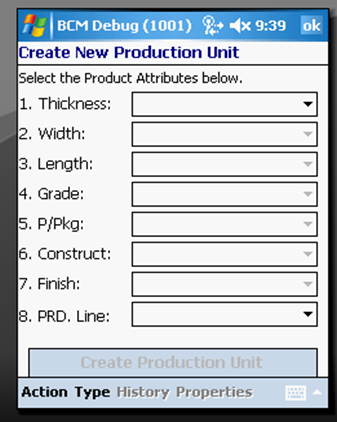 BCM Debug (1001) 9:39 ok
Create New Production Unit
Select the Product Attributes below.
1. Thickness:
2. Width:
3. Length:
4. Grade:
5. P/Pkg:
6. Construct:
7. Finish:
8. PRD. Line:
Create Production Unit
Action Type History Properties